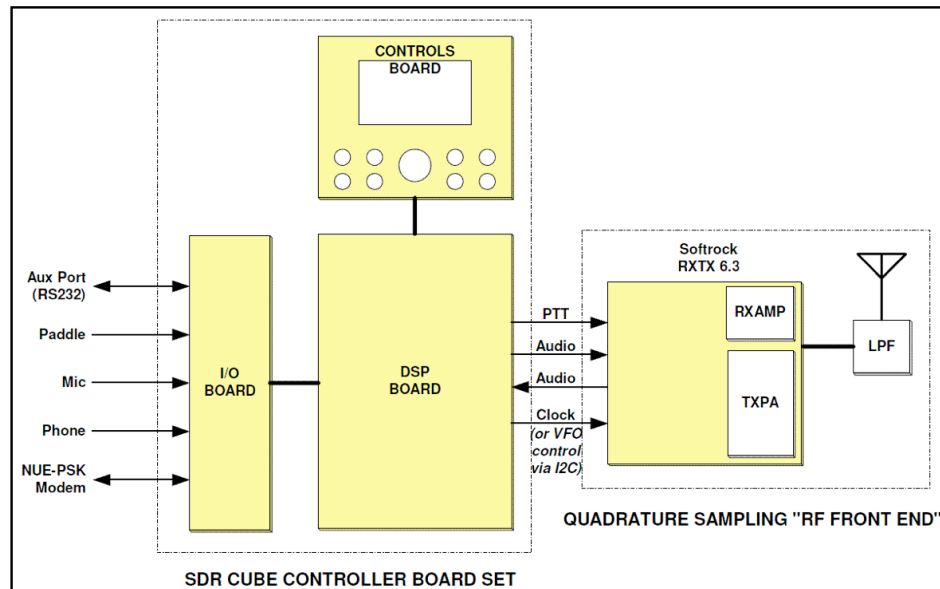 CONTROLS
BOARD
Aux Port
(RS232)
Paddle
Mic
Phone
NUE-PSK
Modem
I/O
BOARD
DSP
BOARD
PTT
Audio
Audio
Clock
(or VFO
control
via I2C)
Softrock
RXTX 6.3
RXAMP
TXPA
LPF
QUADRATURE SAMPLING "RF FRONT END"
SDR CUBE CONTROLLER BOARD SET